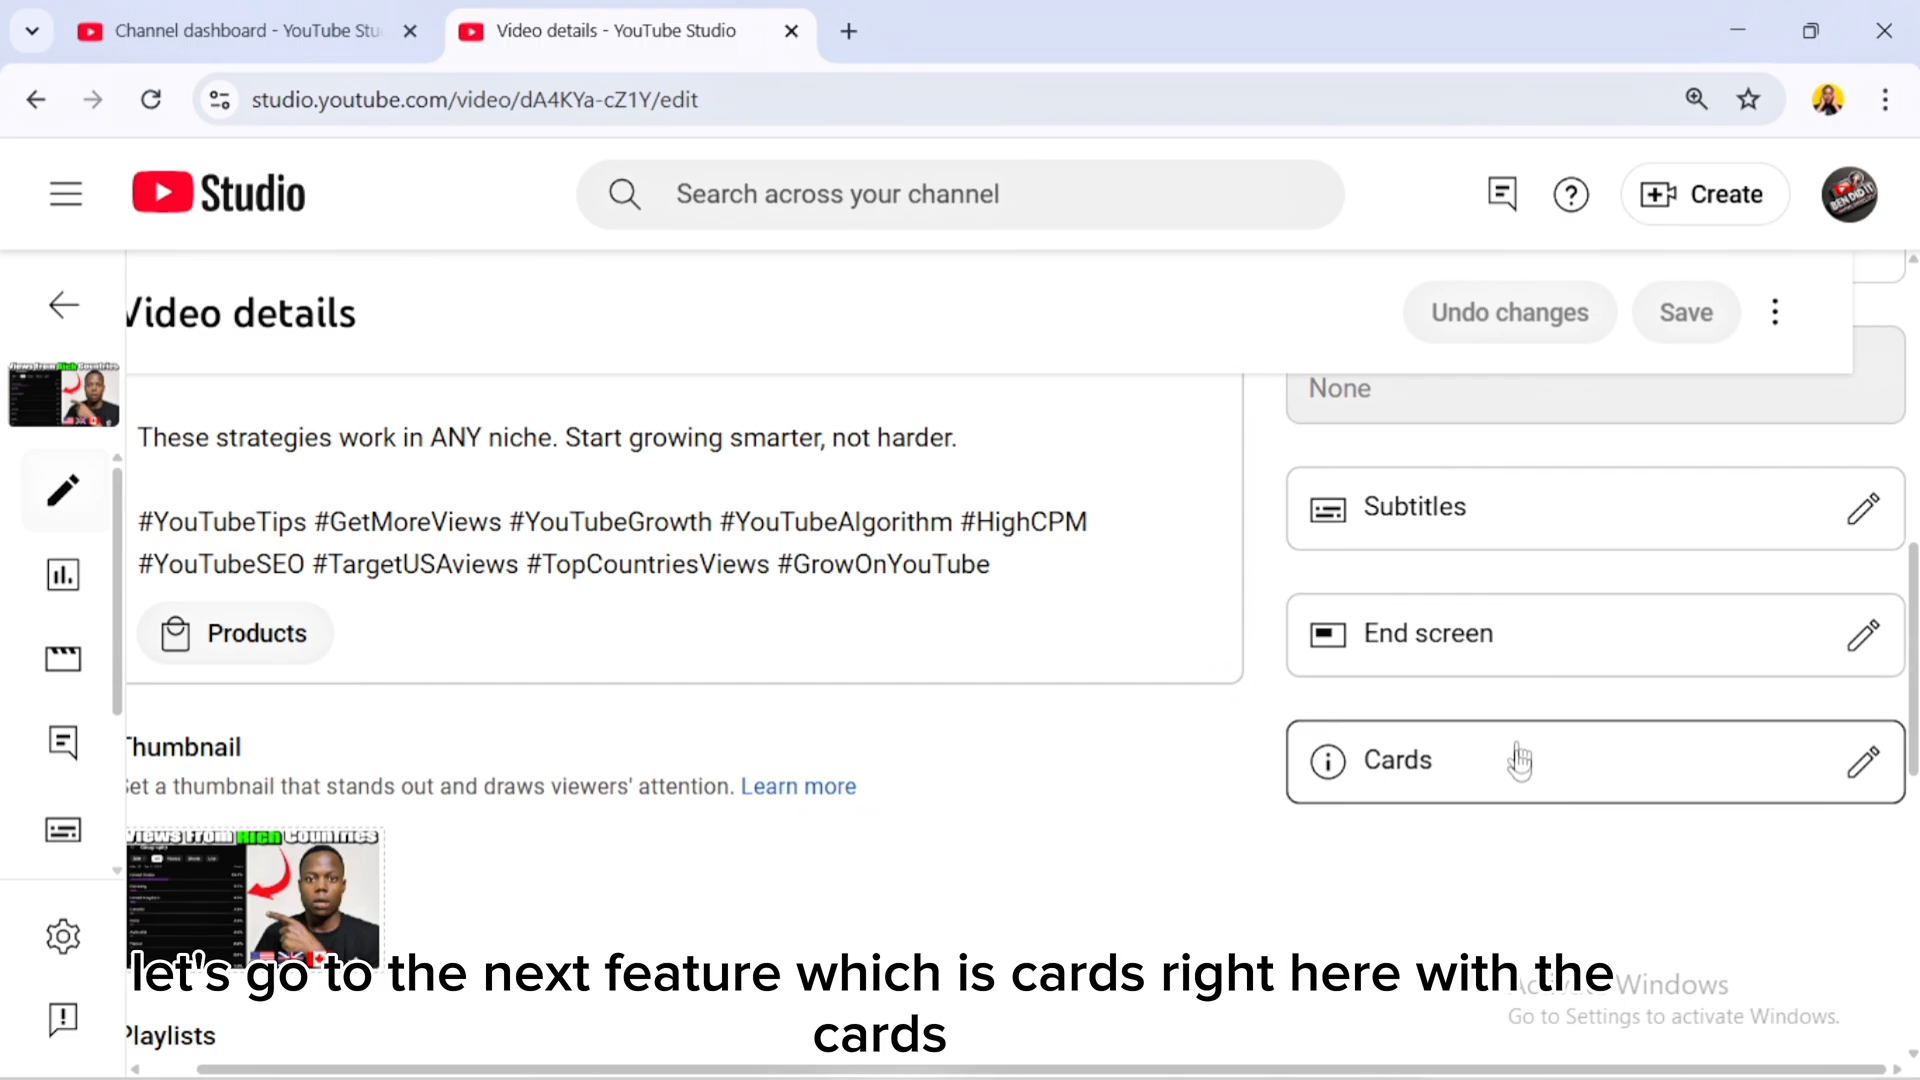 Channel dashboard - YouTube Stu
Video details - YouTube Studio
studio.youtube.com/video/dA4KYa-cZ1Y/edit
Studio
Search across your channel
Create
BEN DID IT!
Video details
Undo changes
Save
None
These strategies work in ANY niche. Start growing smarter, not harder.
#YouTubeTips #GetMoreViews #YouTubeGrowth #YouTubeAlgorithm #HighCPM
#YouTubeSEO #TargetUSAviews #TopCountriesViews #GrowOnYouTube
Products
Subtitles
End screen
Cards
Thumbnail
Set a thumbnail that stands out and draws viewers' attention. Learn more
Views From Rich Countries
let's go to the next feature which is cards right here with the
cards
Activate Windows
Go to Settings to activate Windows.
Playlists